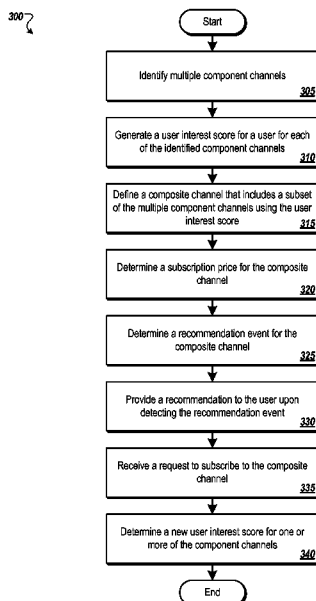 300
Start
Identify multiple component channels
305
Generate a user interest score for a user for each
of the identified component channels
310
Define a composite channel that includes a subset
of the multiple component channels using the user
interest score
315
Determine a subscription price for the composite
channel
320
Determine a recommendation event for the
composite channel
325
Provide a recommendation to the user upon
detecting the recommendation event
330
Receive a request to subscribe to the composite
channel
335
Determine a new user interest score for one or
more of the component channels
340
End